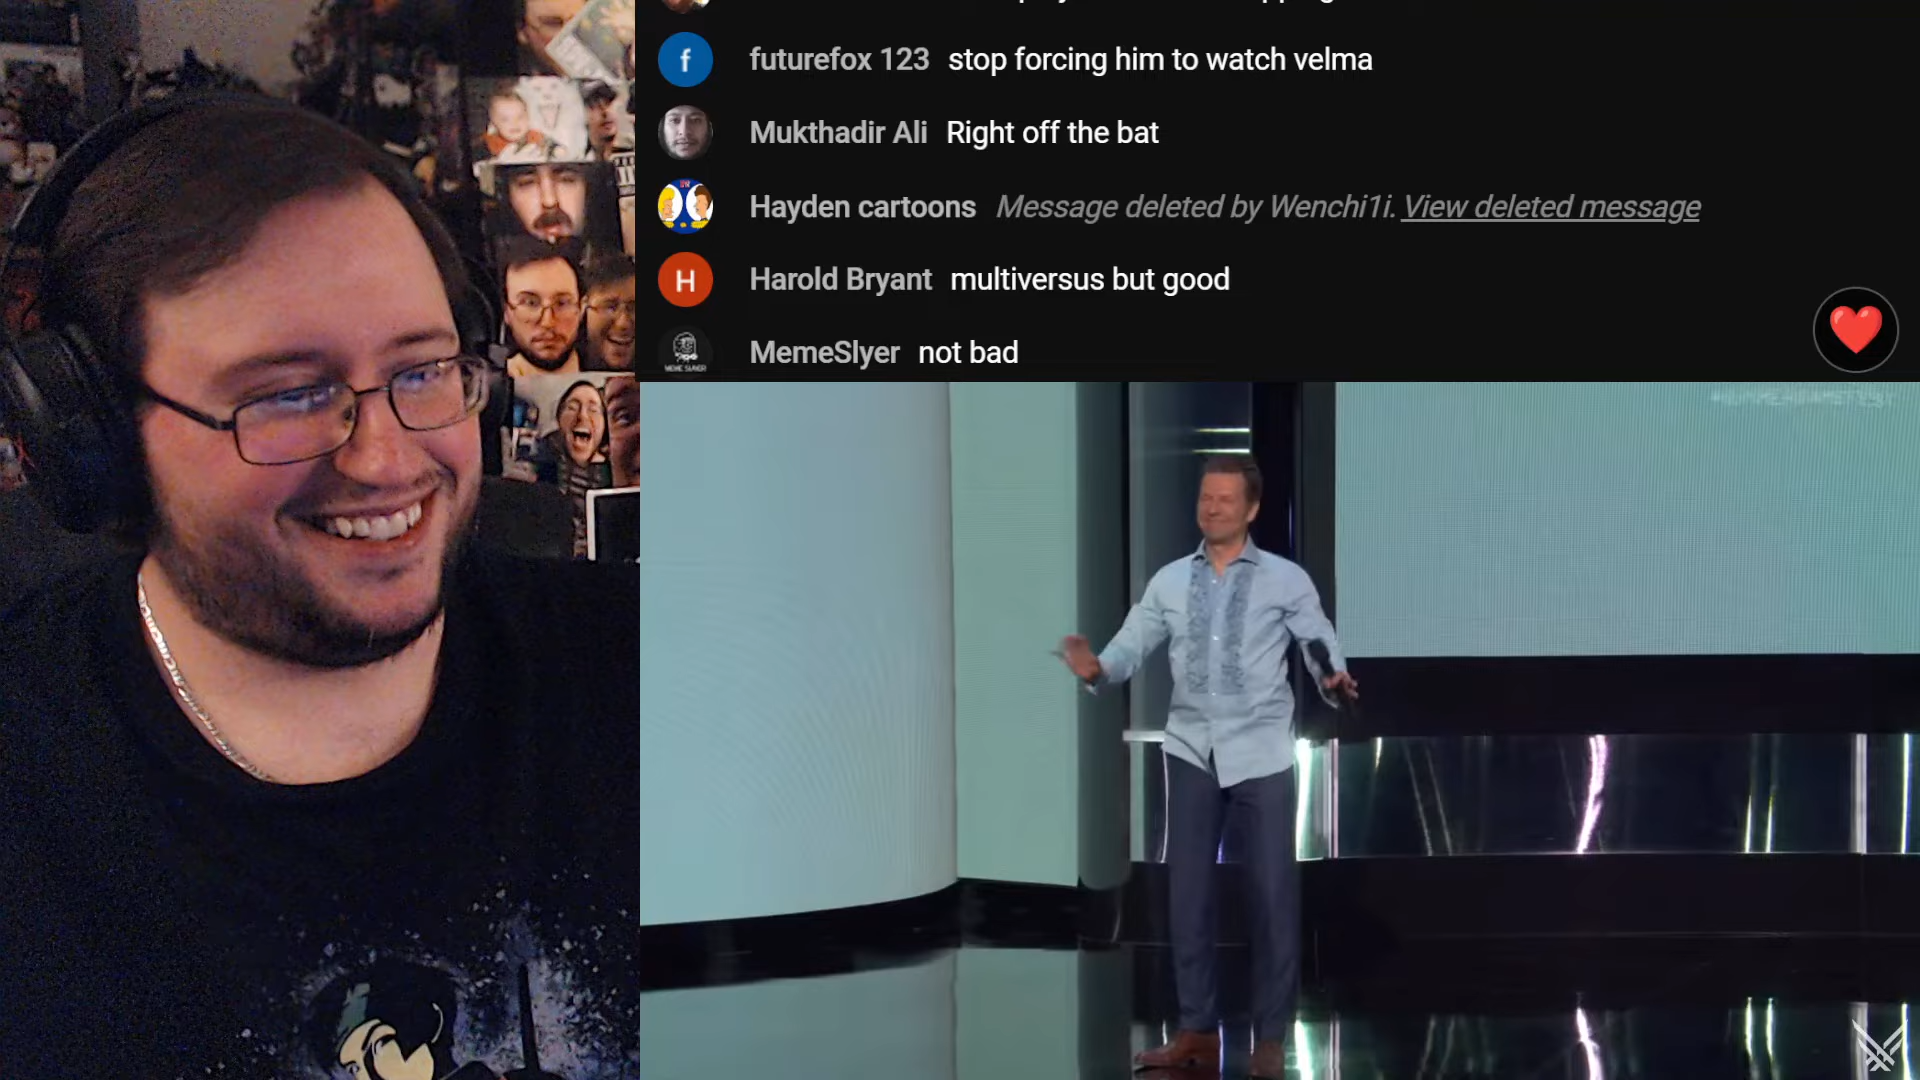 futurefox 123 stop forcing him to watch velma
Mukthadir Ali Right off the bat
Hayden cartoons Message deleted by Wenchi1i. View deleted message
H Harold Bryant multiversus but good
MemeSlyer not bad